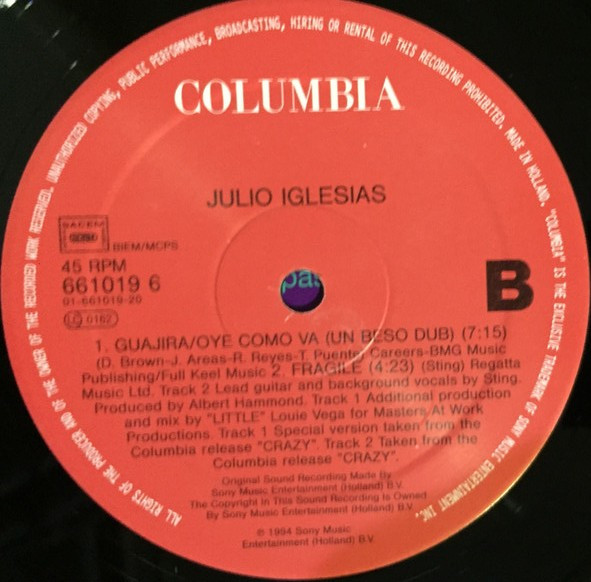 ALL RIGHTS OF THE PRODUCER AND OF THE OWNER OF THE RECORDED WORK RESERVED. UNAUTHORIZED COPYING, PUBLIC PERFORMANCE, BROADCASTING, HIRING OR RENTAL OF THIS RECORDING PROHIBITED. MADE IN HOLLAND. "COLUMBIA" IS THE EXCLUSIVE TRADEMARK OF SONY MUSIC ENTERTAINMENT INC.
COLUMBIA
JULIO IGLESIAS
SACEM
BIEM/MCPS
45 RPM
661019 6
01-661019-20
LC 0162
B
pas
1. GUAJIRA/OYE COMO VA (UN BESO DUB) (7:15)
(D. Brown-J. Areas-R. Reyes-T. Puente) Careers-BMG Music
Publishing/Full Keel Music 2. FRAGILE (4:23) (Sting) Regatta
Music Ltd. Track 2 Lead guitar and background vocals by Sting.
Produced by Albert Hammond. Track 1 Additional production
and mix by "LITTLE" Louie Vega for Masters At Work
Productions. Track 1 Special version taken from the
Columbia release "CRAZY". Track 2 Taken from the
Columbia release "CRAZY".
Original Sound Recording Made By
Sony Music Entertainment (Holland) B.V.
The Copyright In This Sound Recording Is Owned
By Sony Music Entertainment (Holland) B.V.
℗ 1994 Sony Music
Entertainment (Holland) B.V.